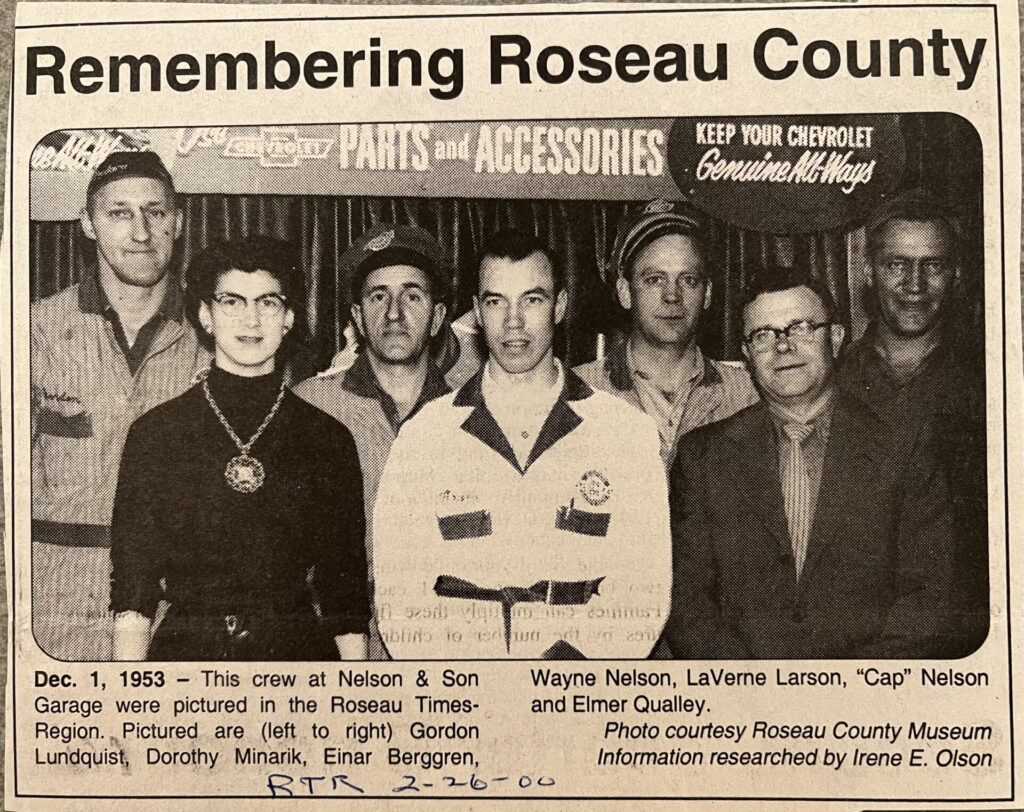 Remembering Roseau County
Use CHEVROLET PARTS and ACCESSORIES
KEEP YOUR CHEVROLET
Genuine All-Ways
Gordon
Dec. 1, 1953 – This crew at Nelson & Son
Garage were pictured in the Roseau Times-
Region. Pictured are (left to right) Gordon
Lundquist, Dorothy Minarik, Einar Berggren,
Wayne Nelson, LaVerne Larson, “Cap” Nelson
and Elmer Qualley.
Photo courtesy Roseau County Museum
Information researched by Irene E. Olson
RTR 2-26-00